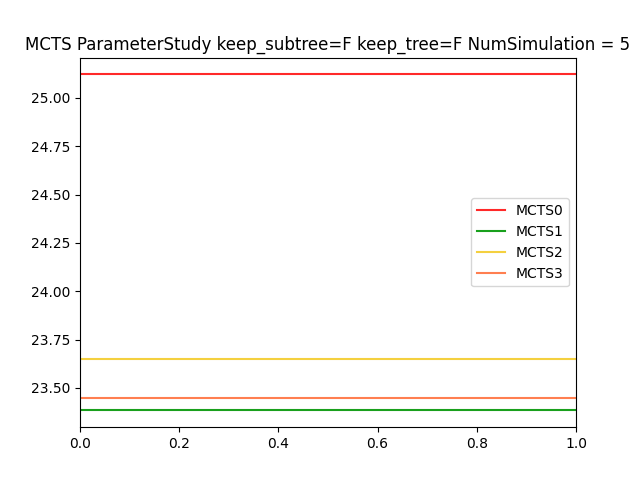 MCTS ParameterStudy keep_subtree=F keep_tree=F NumSimulation = 5
25.00
24.75
24.50
24.25
24.00
23.75
23.50
MCTS0
MCTS1
MCTS2
MCTS3
0.0 0.2 0.4 0.6 0.8 1.0